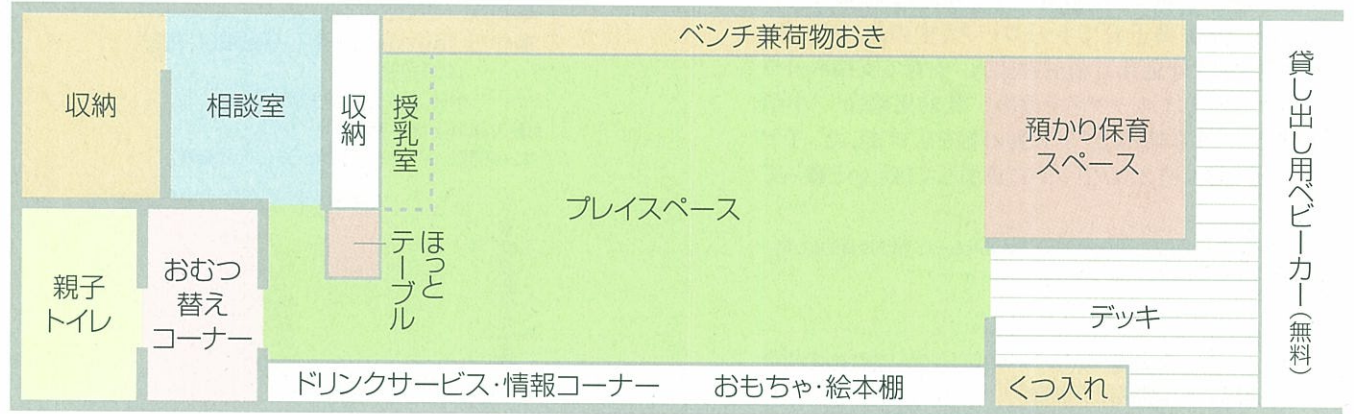 ベンチ兼荷物おき
収納
相談室
収納
授乳室
プレイスペース
預かり保育
スペース
貸し出し用ベビーカー(無料)
ほっと
テーブル
親子
トイレ
おむつ
替え
コーナー
デッキ
ドリンクサービス・情報コーナー
おもちゃ・絵本棚
くつ入れ